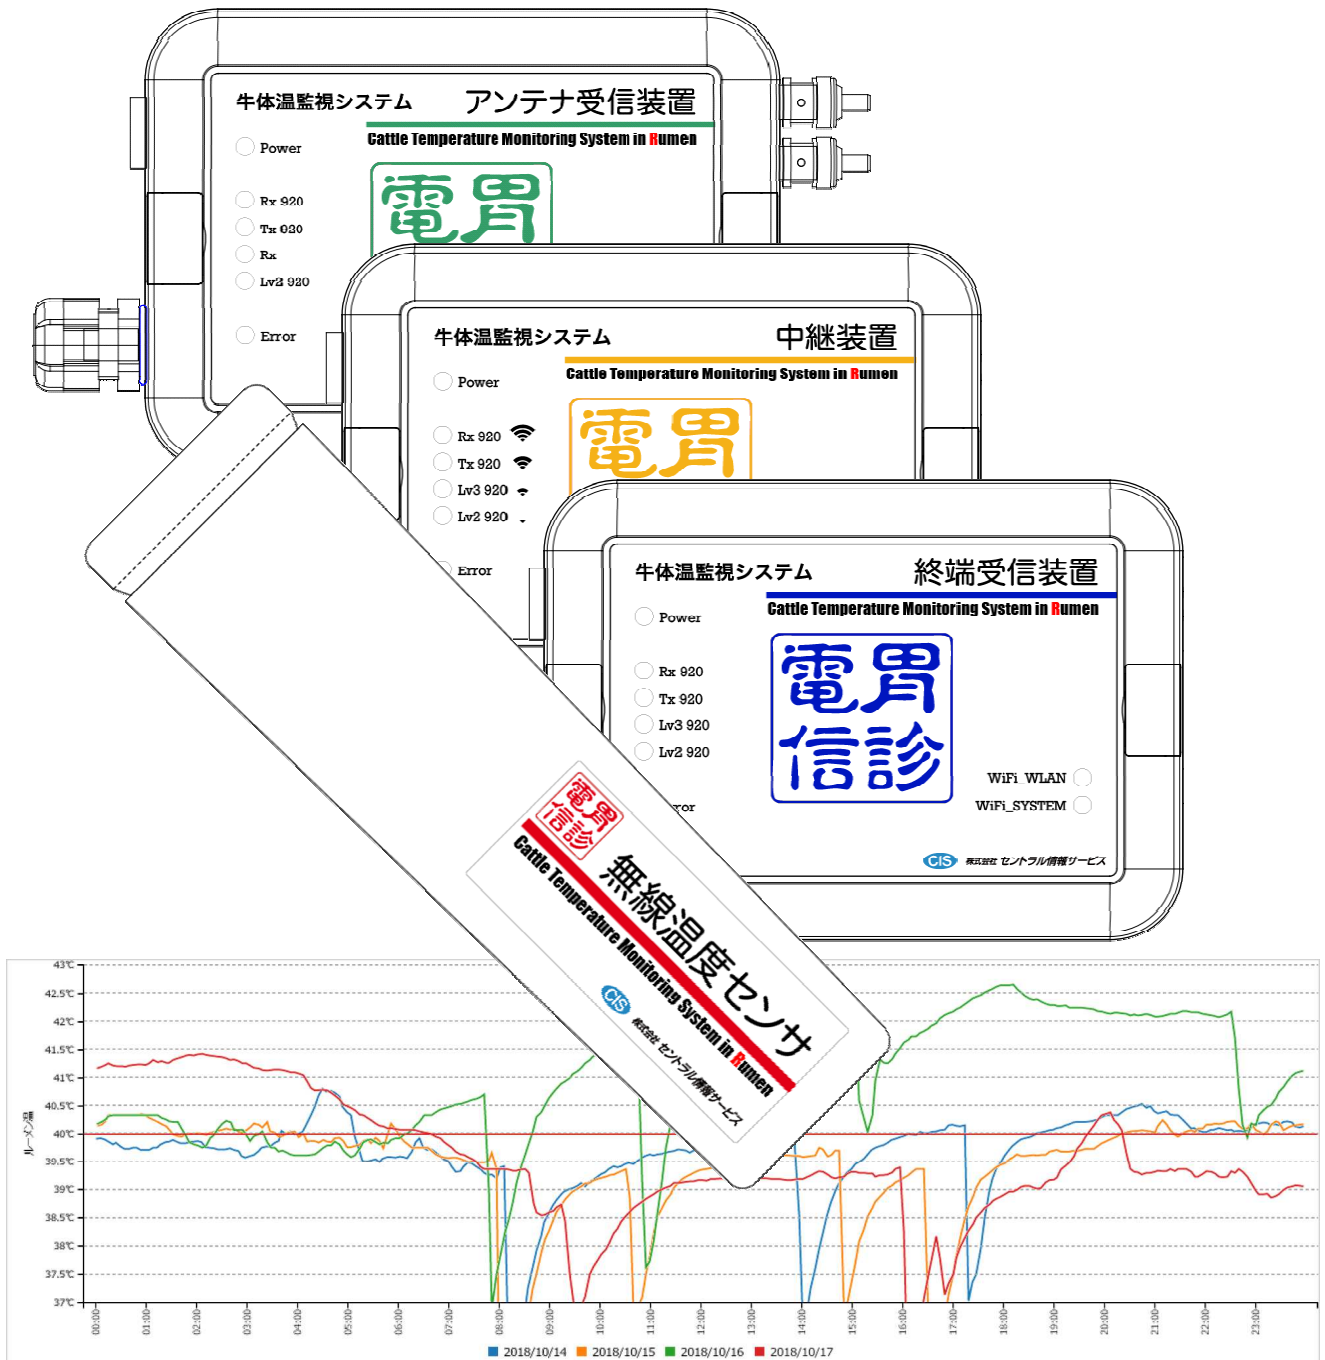 牛体温監視システム アンテナ受信装置
Cattle Temperature Monitoring System in Rumen
Power
Rx 920
Tx 920
Rx
Lv2 920
Error
電胃
牛体温監視システム 中継装置
Cattle Temperature Monitoring System in Rumen
Power
Rx 920
Tx 920
Lv3 920
Lv2 920
Error
電胃
牛体温監視システム 終端受信装置
Cattle Temperature Monitoring System in Rumen
Power
Rx 920
Tx 920
Lv3 920
Lv2 920
ror
電胃
信診
WiFi_WLAN
WiFi_SYSTEM
CIS 株式会社 セントラル情報サービス
電胃
信診
無線温度センサ
Cattle Temperature Monitoring System in Rumen
CIS 株式会社 セントラル情報サービス
ルーメン温
43℃
42.5℃
42℃
41.5℃
41℃
40.5℃
40℃
39.5℃
39℃
38.5℃
38℃
37.5℃
37℃
00:00 01:00 02:00 03:00 04:00 05:00 06:00 07:00 08:00 09:00 10:00 11:00 12:00 13:00 14:00 15:00 16:00 17:00 18:00 19:00 20:00 21:00 22:00 23:00
2018/10/14 2018/10/15 2018/10/16 2018/10/17